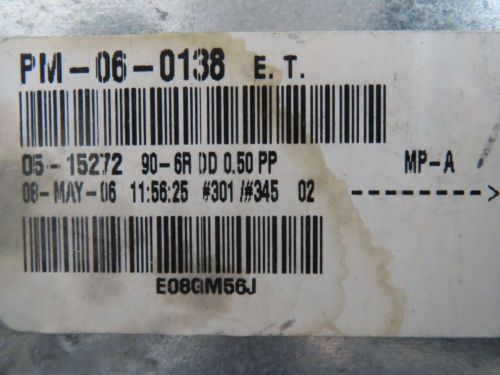 PM-06-0138 E. T.
05-15272 90-6R DD 0.50 PP MP-A
08-MAY-06 11:56:25 #301/#345 02 -------->
E08GM56J